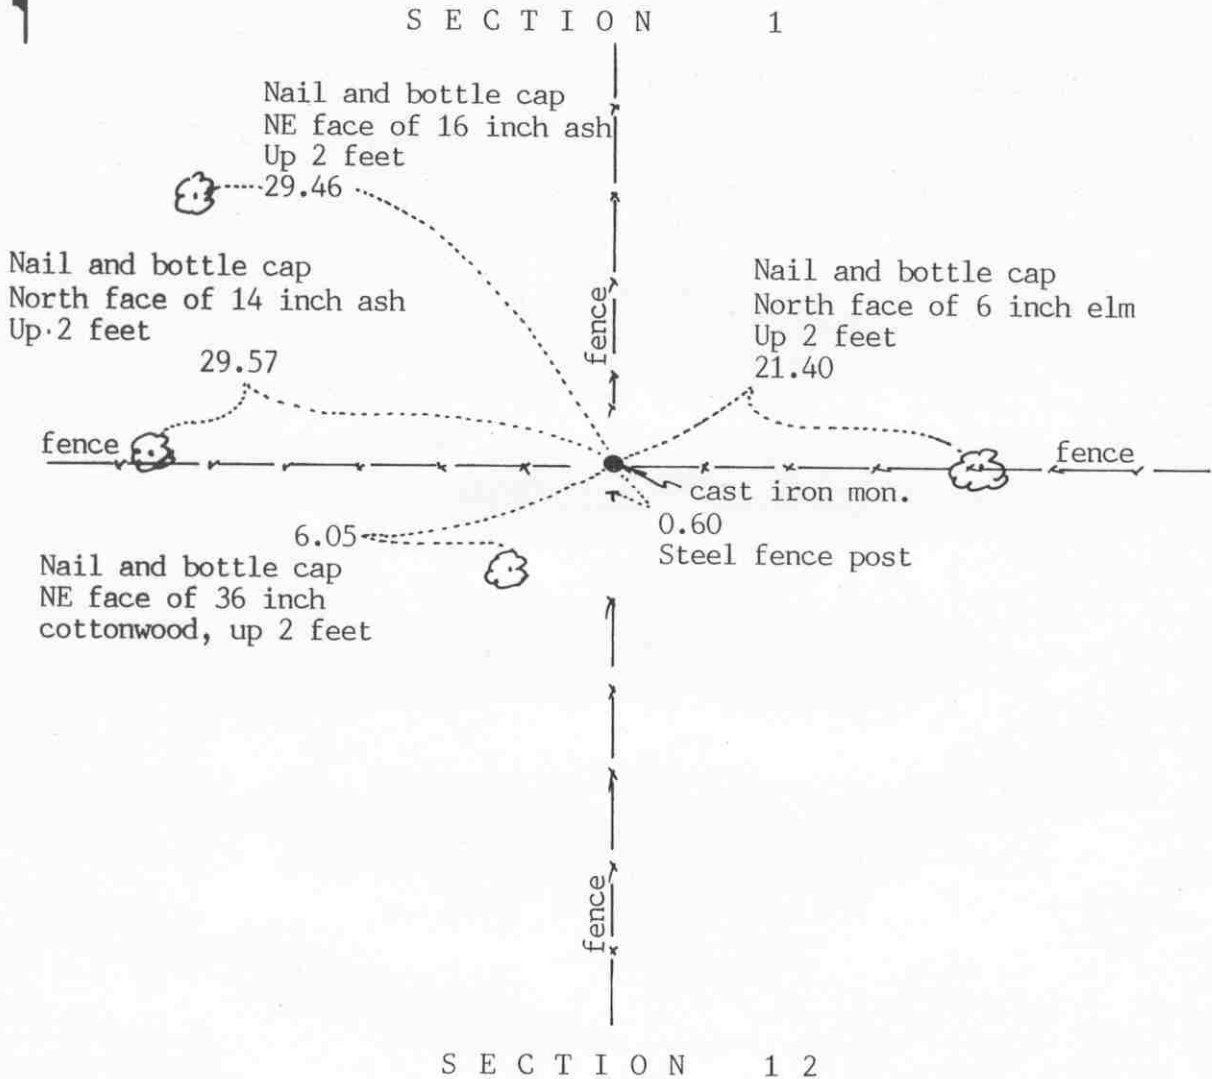 SECTION 1
Nail and bottle cap
NE face of 16 inch ash
Up 2 feet
29.46
Nail and bottle cap
North face of 14 inch ash
Up 2 feet
29.57
fence
Nail and bottle cap
North face of 6 inch elm
Up 2 feet
21.40
fence
fence
cast iron mon.
0.60
Steel fence post
6.05
Nail and bottle cap
NE face of 36 inch
cottonwood, up 2 feet
fence
SECTION 12